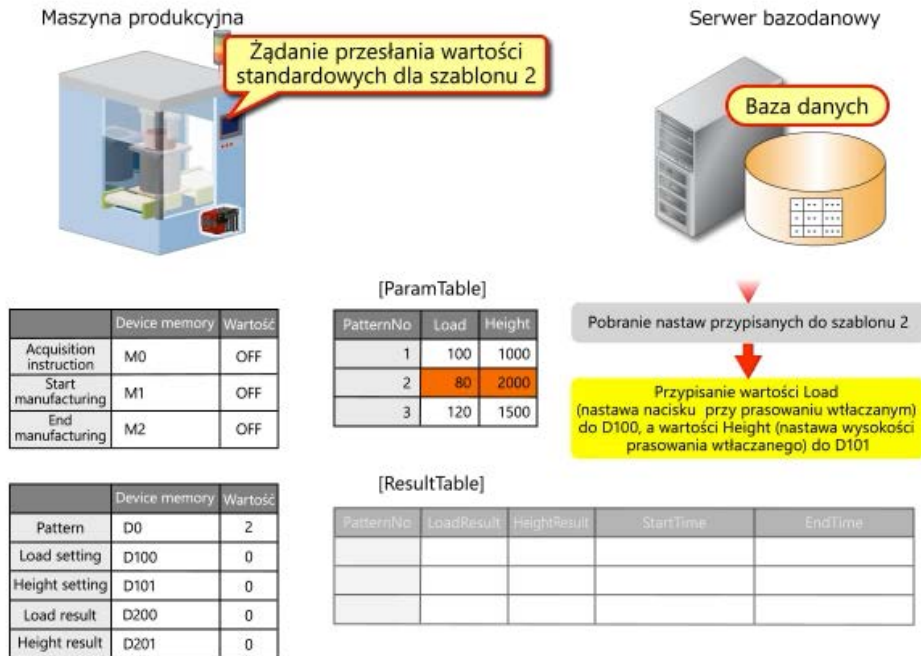 Maszyna produkcyjna
Serwer bazodanowy
Żądanie przesłania wartości
standardowych dla szablonu 2
Baza danych
Device memory Wartość
Acquisition
instruction M0 OFF
Start
manufacturing M1 OFF
End
manufacturing M2 OFF
[ParamTable]
PatternNo Load Height
1 100 1000
2 80 2000
3 120 1500
Pobranie nastaw przypisanych do szablonu 2
Przypisanie wartości Load
(nastawa nacisku przy prasowaniu wtłaczanym)
do D100, a wartości Height (nastawa wysokości
prasowania wtłaczanego) do D101
Device memory Wartość
Pattern D0 2
Load setting D100 0
Height setting D101 0
Load result D200 0
Height result D201 0
[ResultTable]
PatternNo LoadResult HeightResult StartTime EndTime